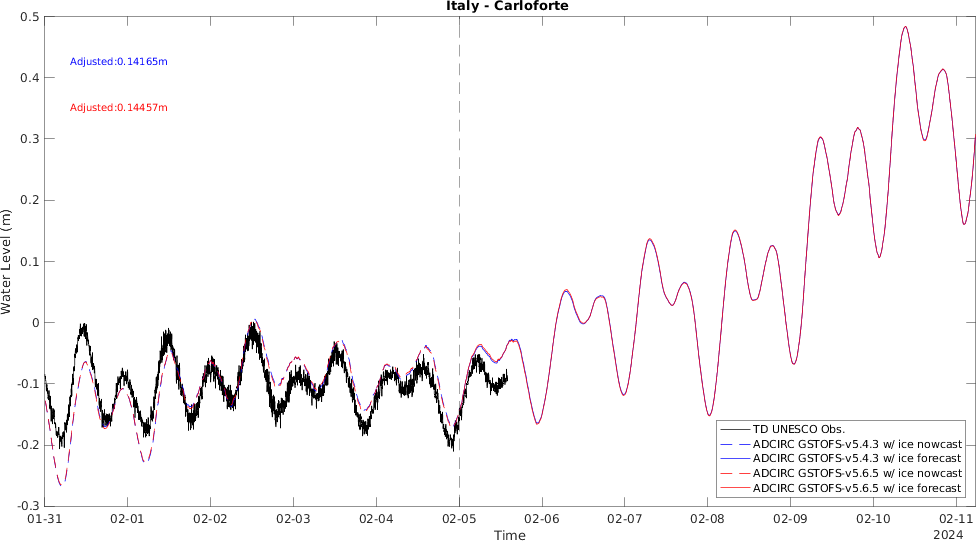 Italy - Carloforte
Adjusted:0.14165m
Adjusted:0.14457m
Water Level (m)
0.5
0.4
0.3
0.2
0.1
0
-0.1
-0.2
-0.3
TD UNESCO Obs.
ADCIRC GSTOFS-v5.4.3 w/ ice nowcast
ADCIRC GSTOFS-v5.4.3 w/ ice forecast
ADCIRC GSTOFS-v5.6.5 w/ ice nowcast
ADCIRC GSTOFS-v5.6.5 w/ ice forecast
01-31 02-01 02-02 02-03 02-04 02-05 02-06 02-07 02-08 02-09 02-10 02-11
Time 2024